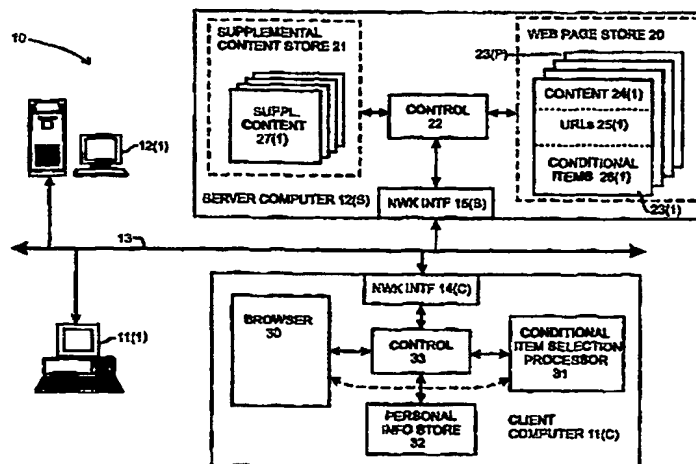 10
12(1)
SUPPLEMENTAL
CONTENT STORE 21
SUPPL.
CONTENT
27(1)
CONTROL
22
WEB PAGE STORE 20
23(P)
CONTENT 24(1)
URLs 25(1)
CONDITIONAL
ITEMS 26(1)
23(1)
SERVER COMPUTER 12(S)
NWK INTF 15(S)
13
11(1)
NWK INTF 14(C)
BROWSER
30
CONTROL
33
CONDITIONAL
ITEM SELECTION
PROCESSOR
31
PERSONAL
INFO STORE
32
CLIENT
COMPUTER 11(C)